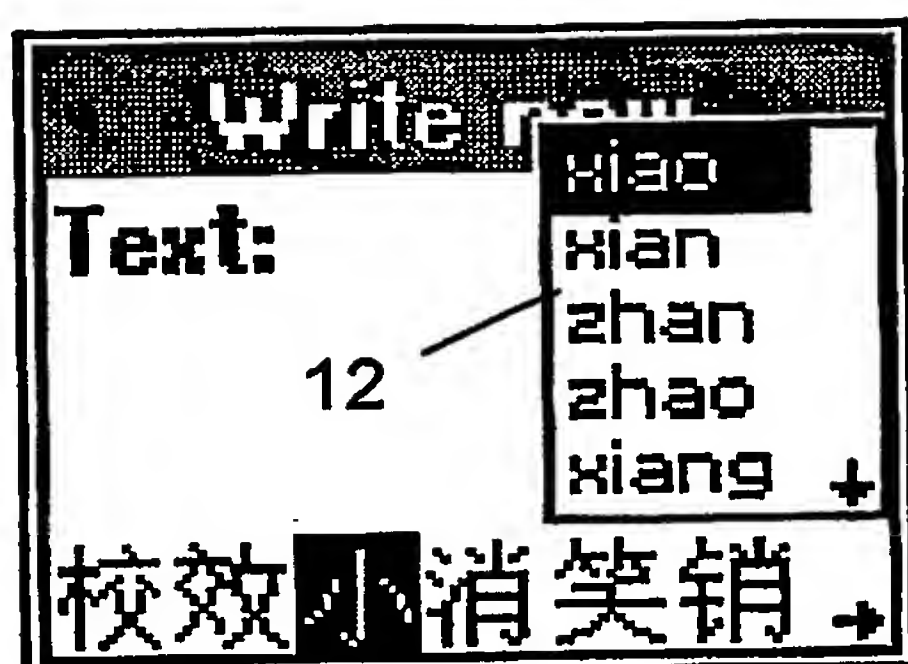 Write
xiao
Text:
xian
zhan
12
zhao
xiang
校效小消笑销